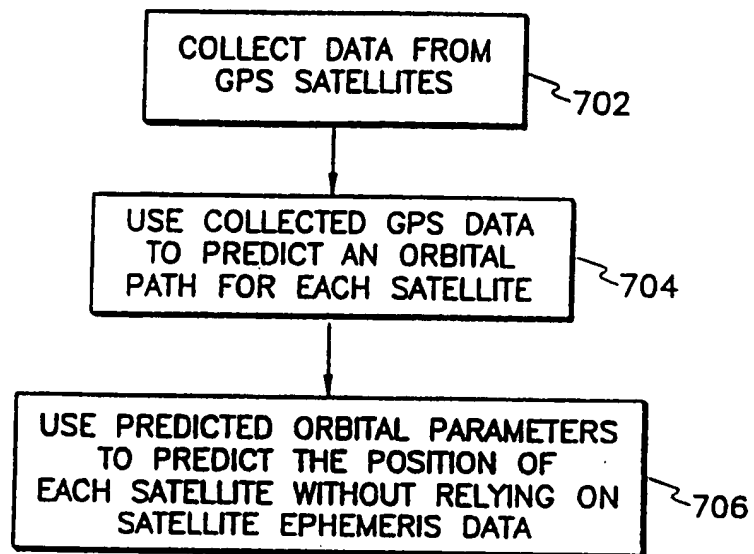 COLLECT DATA FROM
GPS SATELLITES
702
USE COLLECTED GPS DATA
TO PREDICT AN ORBITAL
PATH FOR EACH SATELLITE
704
USE PREDICTED ORBITAL PARAMETERS
TO PREDICT THE POSITION OF
EACH SATELLITE WITHOUT RELYING ON
SATELLITE EPHEMERIS DATA
706